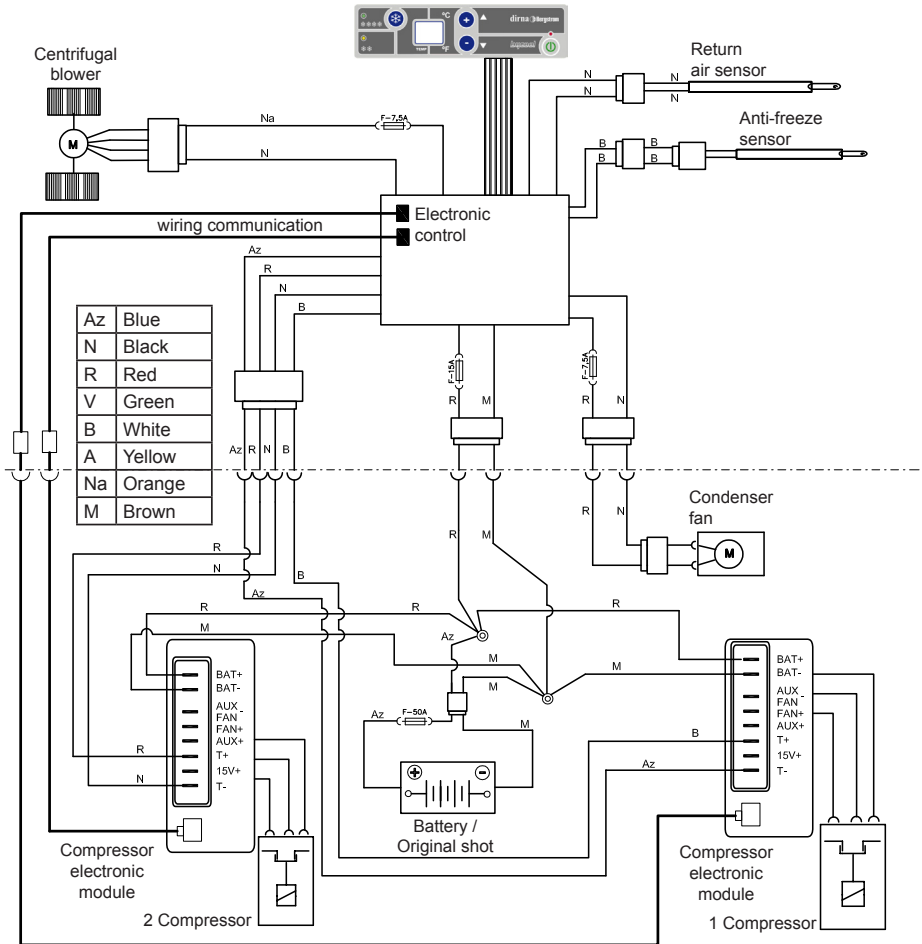 °C
dirna Bergstrom
TEMP
°F
bycool
Centrifugal
blower
M
Na
F-7,5A
N
N
N
N
N
Return
air sensor
B
B
B
B
Anti-freeze
sensor
wiring communication
Electronic
control
Az
R
N
B
Az Blue
N Black
R Red
V Green
B White
A Yellow
Na Orange
M Brown
F-15A
F-7,5A
R
M
R
N
Az
R
N
B
R
M
R
N
Condenser
fan
M
R
N
B
Az
R
R
R
M
Az
M
M
M
BAT+
BAT-
AUX
FAN -
FAN+
AUX+
T+
15V+
T-
R
N
Az
F-50A
M
+
-
Battery /
Original shot
B
Az
BAT+
BAT-
AUX
FAN -
FAN+
AUX+
T+
15V+
T-
Compressor
electronic
module
2 Compressor
Compressor
electronic
module
1 Compressor